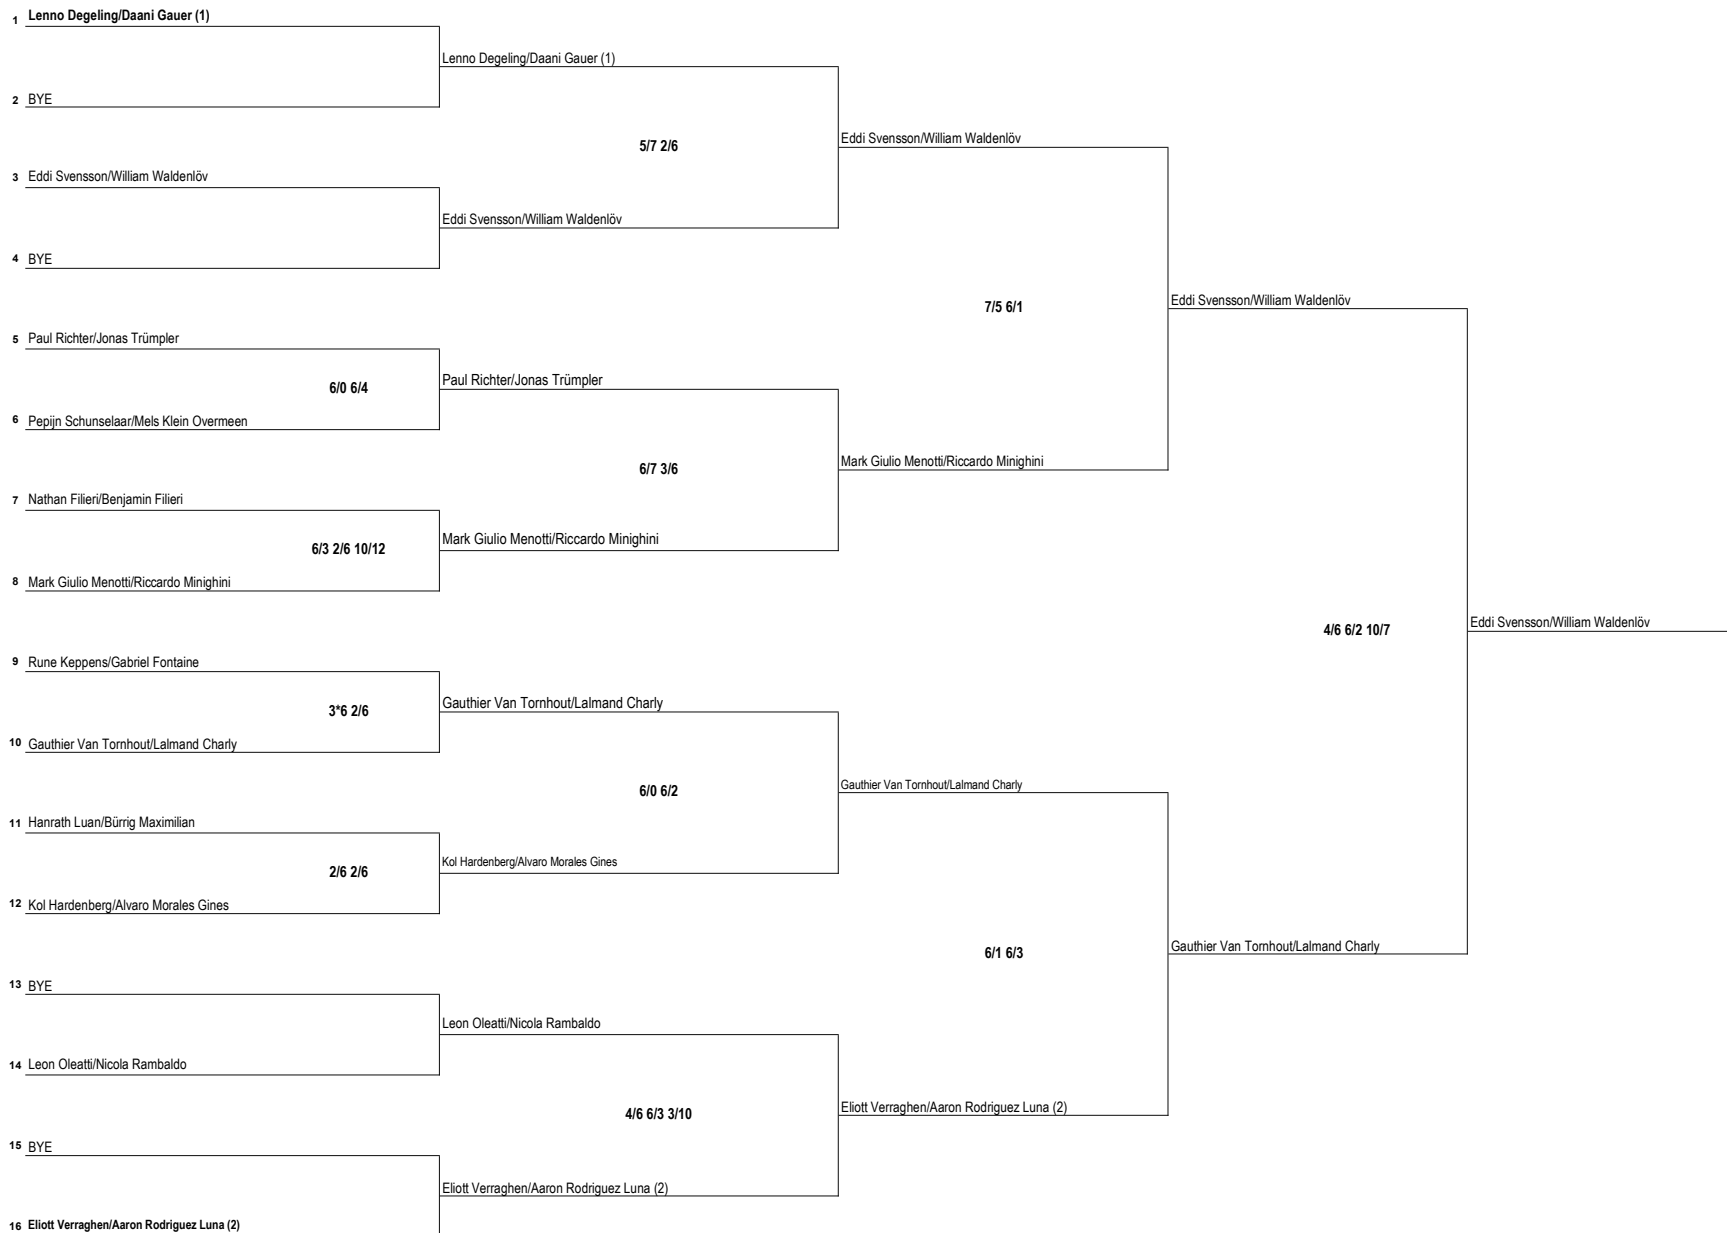 1 Lenno Degeling/Daani Gauer (1)
Lenno Degeling/Daani Gauer (1)
2 BYE
5/7 2/6
Eddi Svensson/William Waldenlöv
3 Eddi Svensson/William Waldenlöv
Eddi Svensson/William Waldenlöv
4 BYE
7/5 6/1
Eddi Svensson/William Waldenlöv
5 Paul Richter/Jonas Trümpler
6/0 6/4
Paul Richter/Jonas Trümpler
6 Pepijn Schunselaar/Mels Klein Overmeen
6/7 3/6
Mark Giulio Menotti/Riccardo Minighini
7 Nathan Filieri/Benjamin Filieri
6/3 2/6 10/12
Mark Giulio Menotti/Riccardo Minighini
8 Mark Giulio Menotti/Riccardo Minighini
4/6 6/2 10/7
Eddi Svensson/William Waldenlöv
9 Rune Keppens/Gabriel Fontaine
3*6 2/6
Gauthier Van Tornhout/Lalmand Charly
10 Gauthier Van Tornhout/Lalmand Charly
6/0 6/2
Gauthier Van Tornhout/Lalmand Charly
11 Hanrath Luan/Bürrig Maximilian
2/6 2/6
Kol Hardenberg/Alvaro Morales Gines
12 Kol Hardenberg/Alvaro Morales Gines
6/1 6/3
Gauthier Van Tornhout/Lalmand Charly
13 BYE
Leon Oleatti/Nicola Rambaldo
14 Leon Oleatti/Nicola Rambaldo
4/6 6/3 3/10
Eliott Verraghen/Aaron Rodriguez Luna (2)
15 BYE
Eliott Verraghen/Aaron Rodriguez Luna (2)
16 Eliott Verraghen/Aaron Rodriguez Luna (2)